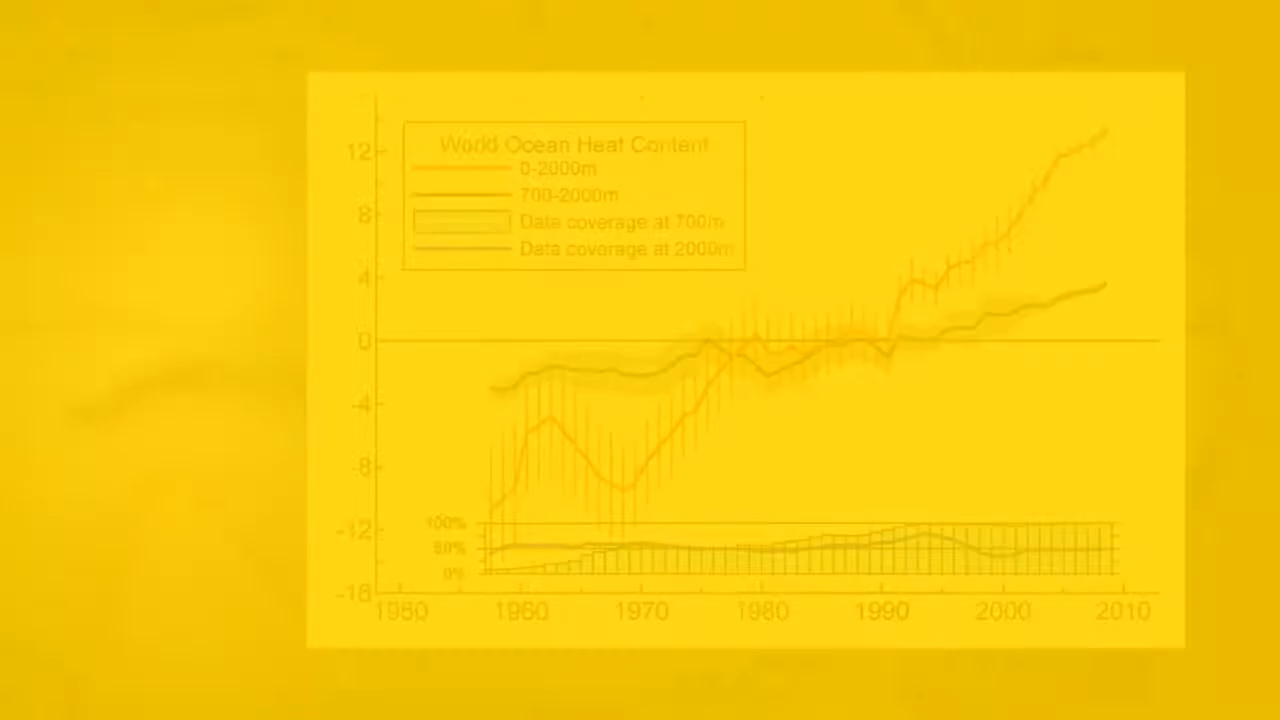 World Ocean Heat Content
0-2000m
700-2000m
Data coverage at 700m
Data coverage at 2000m
12
8
4
0
-4
-8
-12
-16
100%
50%
0%
1950 1960 1970 1980 1990 2000 2010